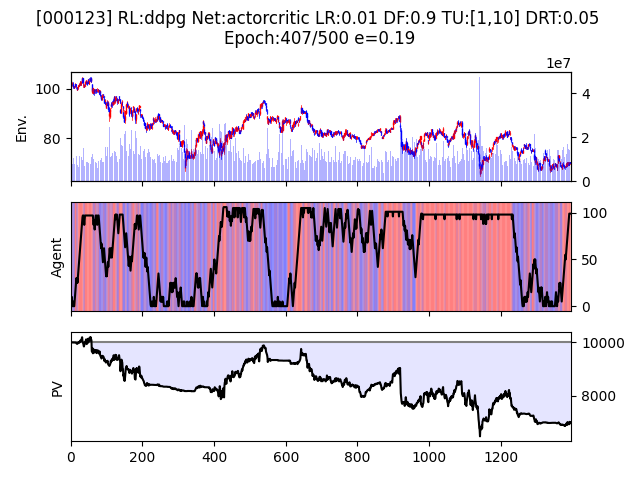 [000123] RL:ddpg Net:actorcritic LR:0.01 DF:0.9 TU:[1,10] DRT:0.05
Epoch:407/500 e=0.19
1e7
Env.
100
80
4
2
0
Agent
100
50
0
PV
10000
8000
0
200
400
600
800
1000
1200